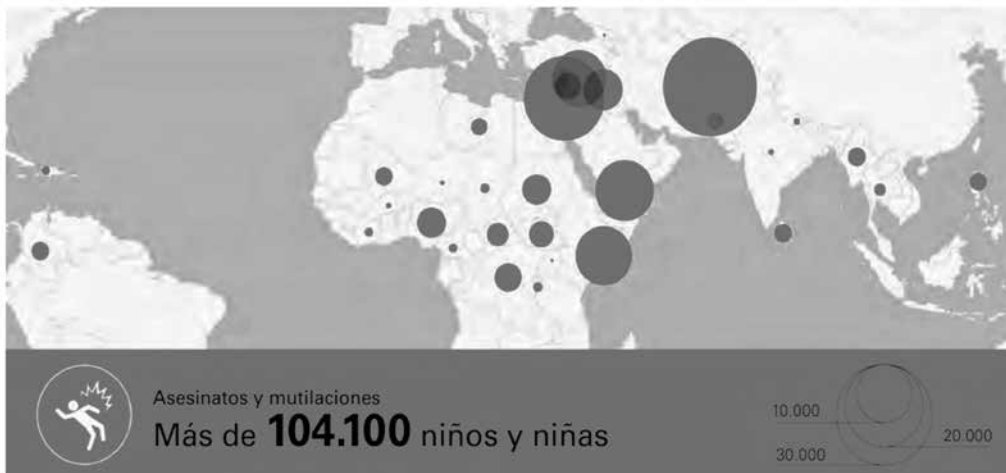 Asesinatos y mutilaciones
Más de 104.100 niños y niñas
10.000
20.000
30.000